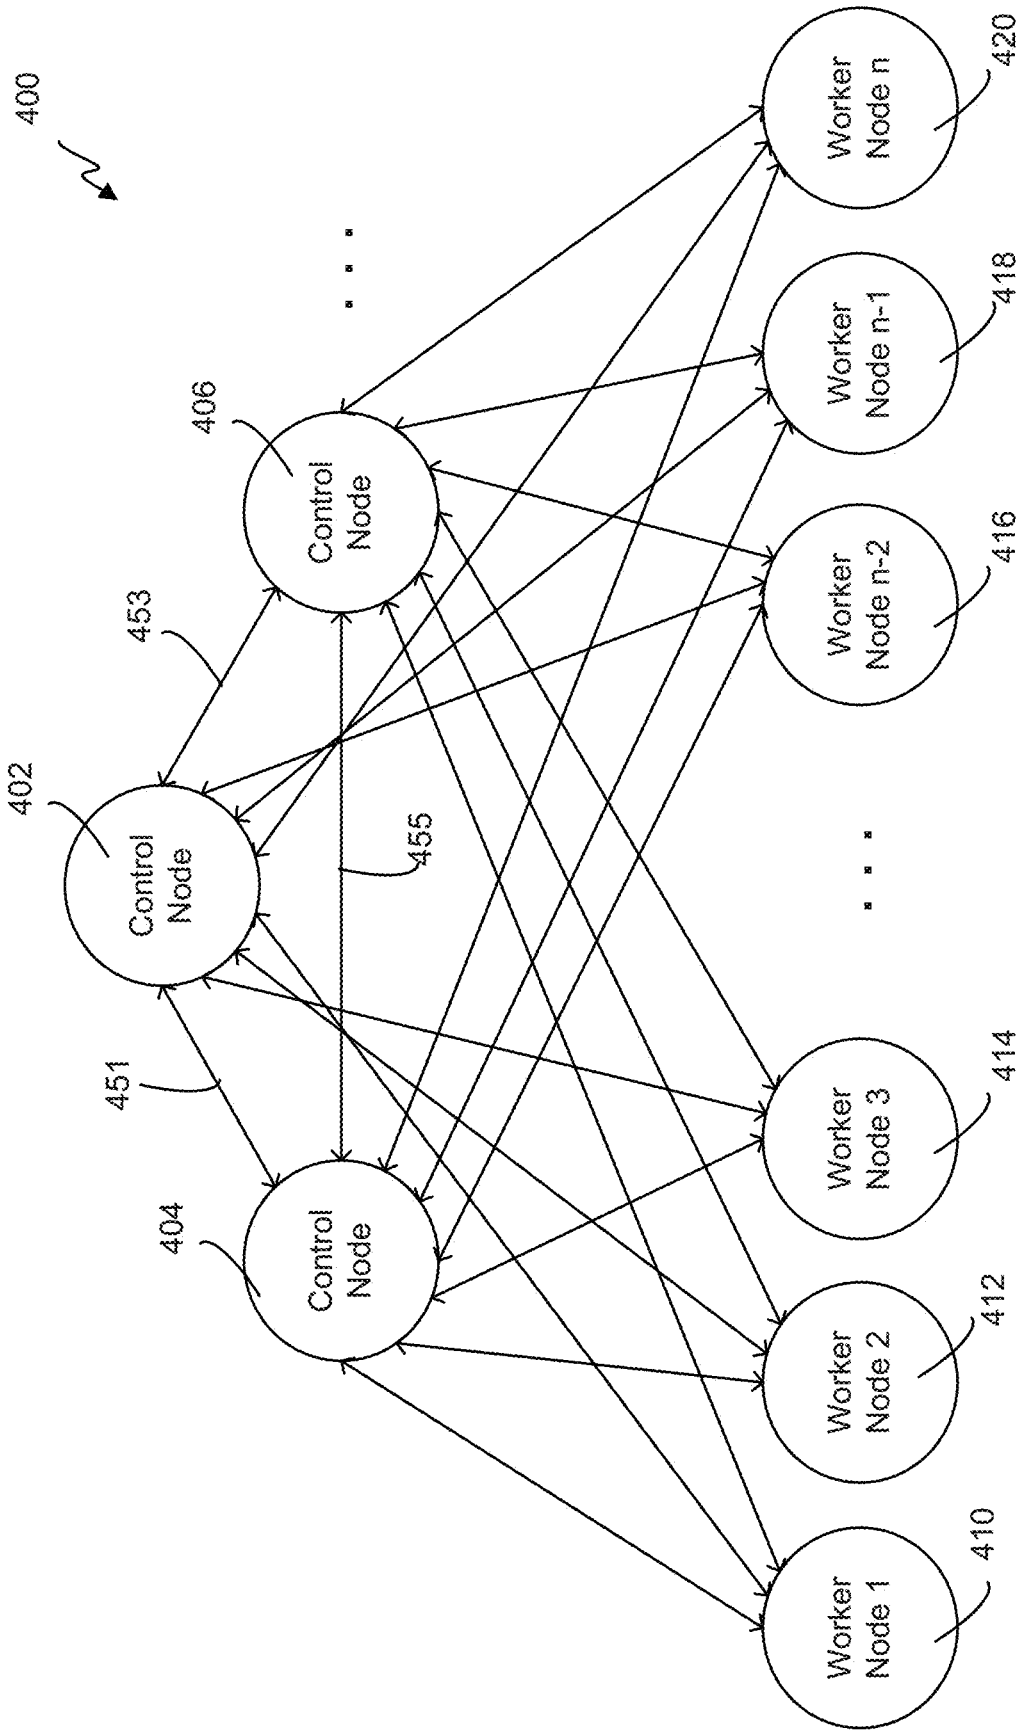 400
402
Control
Node
451
453
404
Control
Node
406
Control
Node
455
Worker
Node 1
410
Worker
Node 2
412
Worker
Node 3
414
Worker
Node n-2
416
Worker
Node n-1
418
Worker
Node n
420